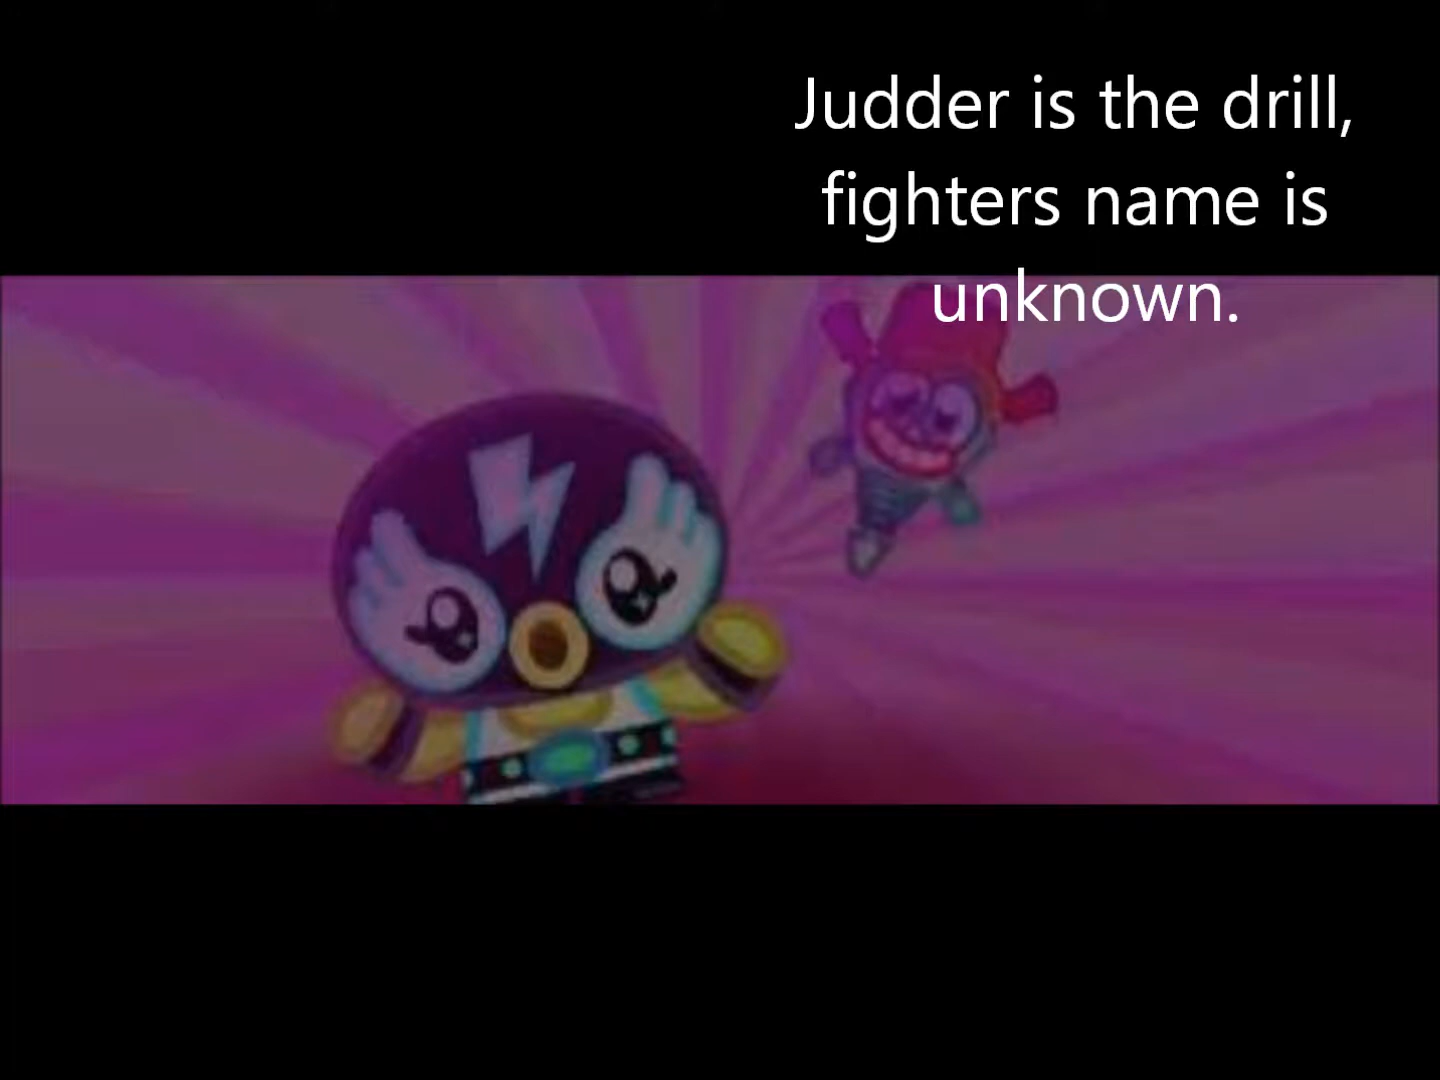 Judder is the drill,
fighters name is
unknown.